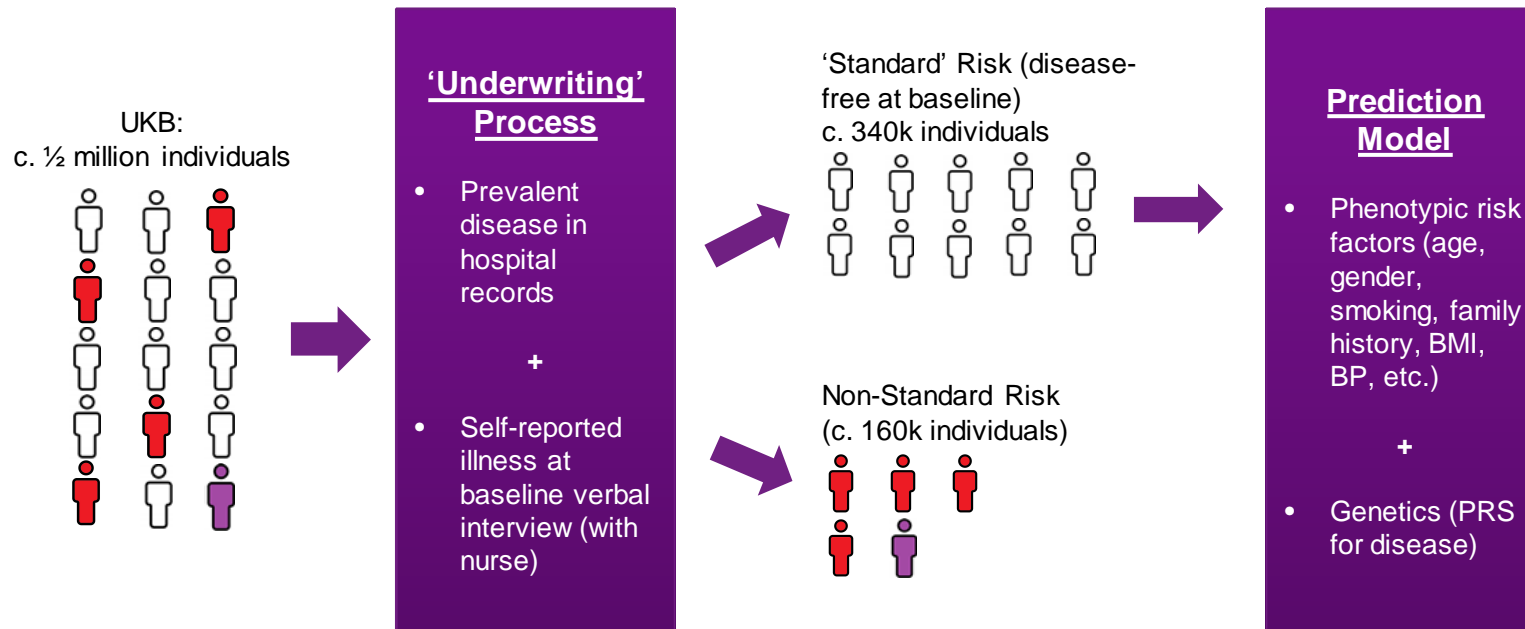 UKB:
c. ½ million individuals
‘Underwriting’
Process
• Prevalent
disease in
hospital
records
+
• Self-reported
illness at
baseline verbal
interview (with
nurse)
‘Standard’ Risk (disease-
free at baseline)
c. 340k individuals
Non-Standard Risk
(c. 160k individuals)
Prediction
Model
• Phenotypic risk
factors (age,
gender,
smoking, family
history, BMI,
BP, etc.)
+
• Genetics (PRS
for disease)